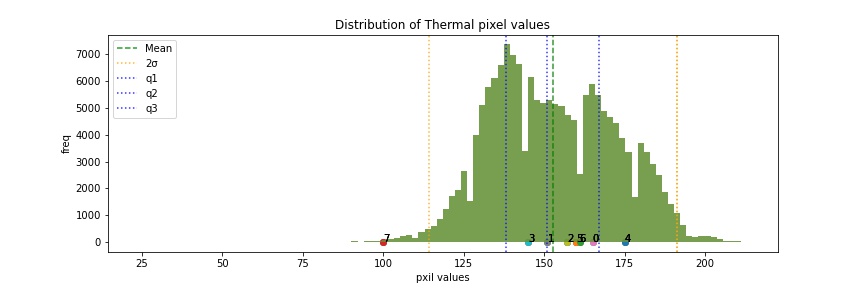 Distribution of Thermal pixel values
Mean
2σ
q1
q2
q3
freq
7000
6000
5000
4000
3000
2000
1000
0
7 3 1 2 5 6 0 4
25 50 75 100 125 150 175 200
pxil values